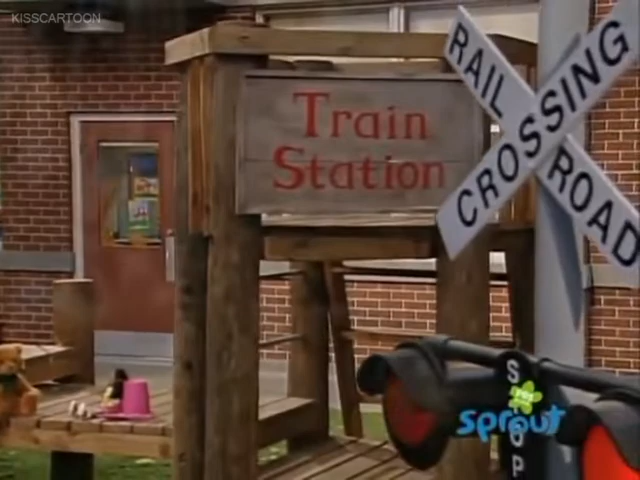 KISSCARTOON
Train
Station
RAIL ROAD
CROSSING
STOP
Sprout